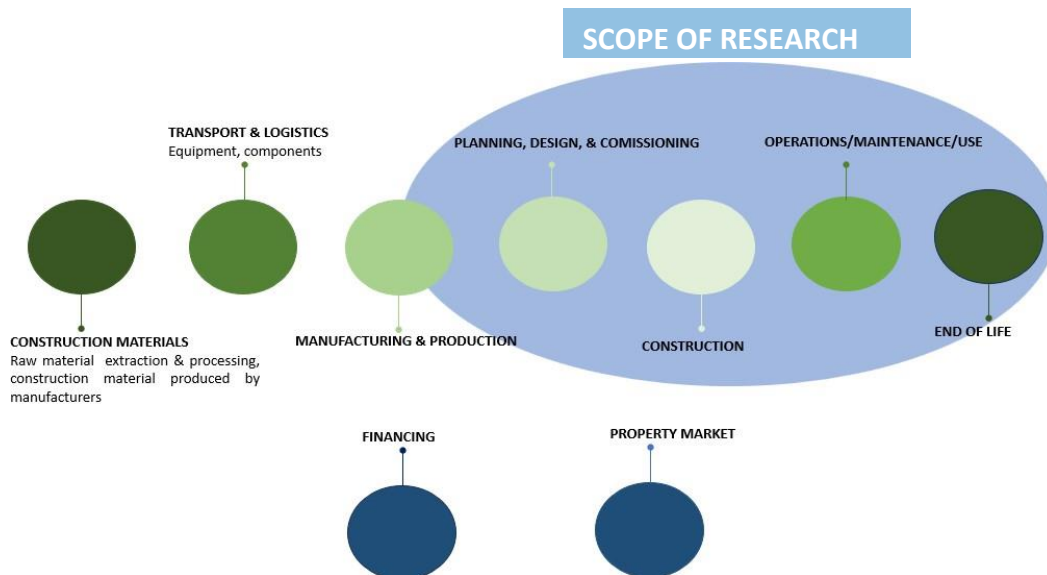 SCOPE OF RESEARCH
TRANSPORT & LOGISTICS
Equipment, components
PLANNING, DESIGN, & COMISSIONING
OPERATIONS/MAINTENANCE/USE
CONSTRUCTION MATERIALS
Raw material extraction & processing,
construction material produced by
manufacturers
MANUFACTURING & PRODUCTION
CONSTRUCTION
END OF LIFE
FINANCING
PROPERTY MARKET